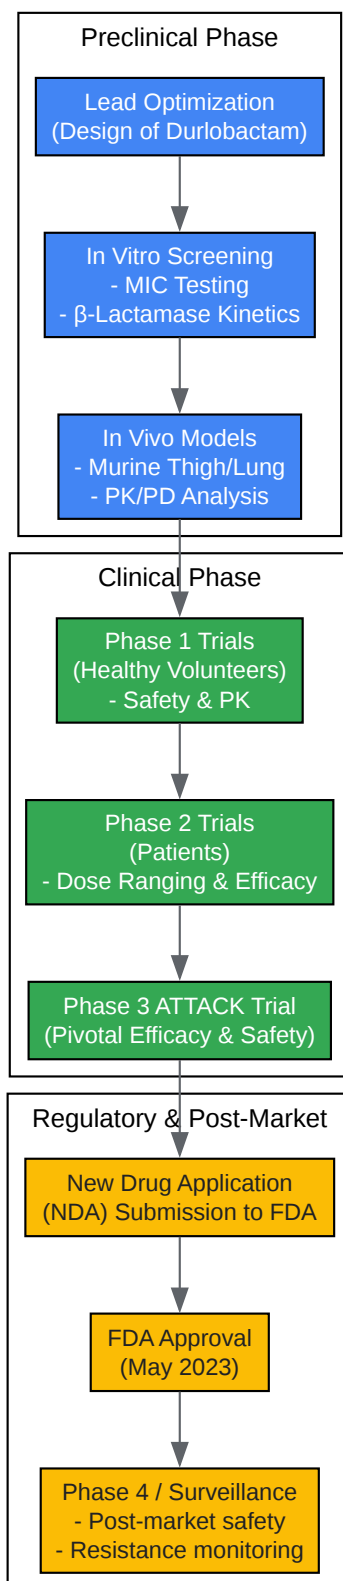 Preclinical Phase
Lead Optimization
(Design of Durlobactam)
In Vitro Screening
- MIC Testing
- β-Lactamase Kinetics
In Vivo Models
- Murine Thigh/Lung
- PK/PD Analysis
Clinical Phase
Phase 1 Trials
(Healthy Volunteers)
- Safety & PK
Phase 2 Trials
(Patients)
- Dose Ranging & Efficacy
Phase 3 ATTACK Trial
(Pivotal Efficacy & Safety)
Regulatory & Post-Market
New Drug Application
(NDA) Submission to FDA
FDA Approval
(May 2023)
Phase 4 / Surveillance
- Post-market safety
- Resistance monitoring